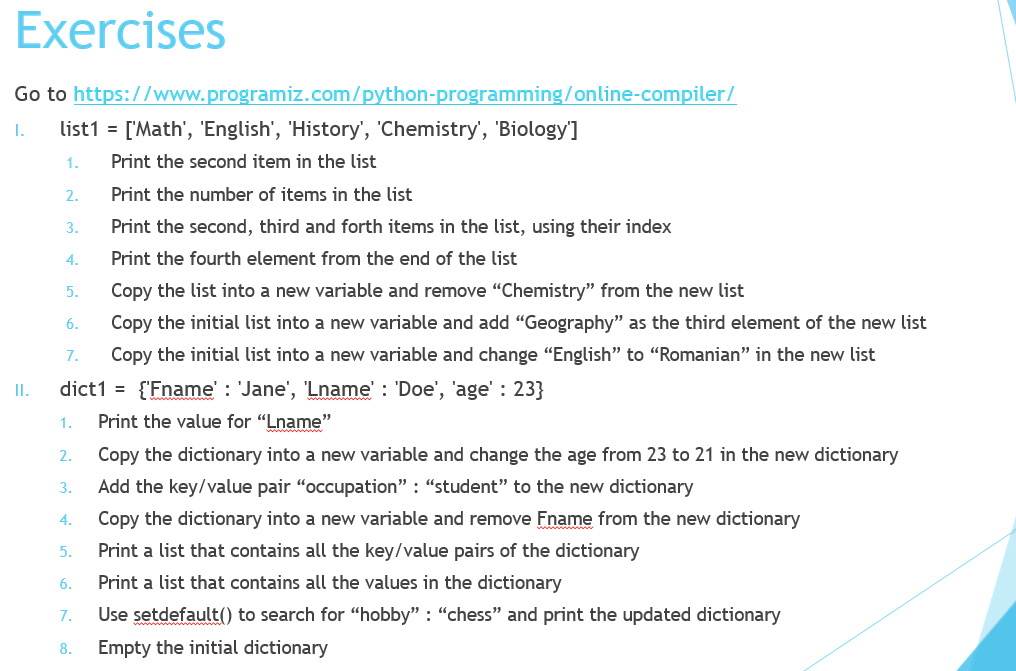 Exercises
Go to https://www.programiz.com/python-programming/online-compiler/
I. list1 = ['Math', 'English', 'History', 'Chemistry', 'Biology']
1. Print the second item in the list
2. Print the number of items in the list
3. Print the second, third and forth items in the list, using their index
4. Print the fourth element from the end of the list
5. Copy the list into a new variable and remove “Chemistry” from the new list
6. Copy the initial list into a new variable and add “Geography” as the third element of the new list
7. Copy the initial list into a new variable and change “English” to “Romanian” in the new list
II. dict1 = {'Fname' : 'Jane', 'Lname' : 'Doe', 'age' : 23}
1. Print the value for “Lname”
2. Copy the dictionary into a new variable and change the age from 23 to 21 in the new dictionary
3. Add the key/value pair “occupation” : “student” to the new dictionary
4. Copy the dictionary into a new variable and remove Fname from the new dictionary
5. Print a list that contains all the key/value pairs of the dictionary
6. Print a list that contains all the values in the dictionary
7. Use setdefault() to search for “hobby” : “chess” and print the updated dictionary
8. Empty the initial dictionary